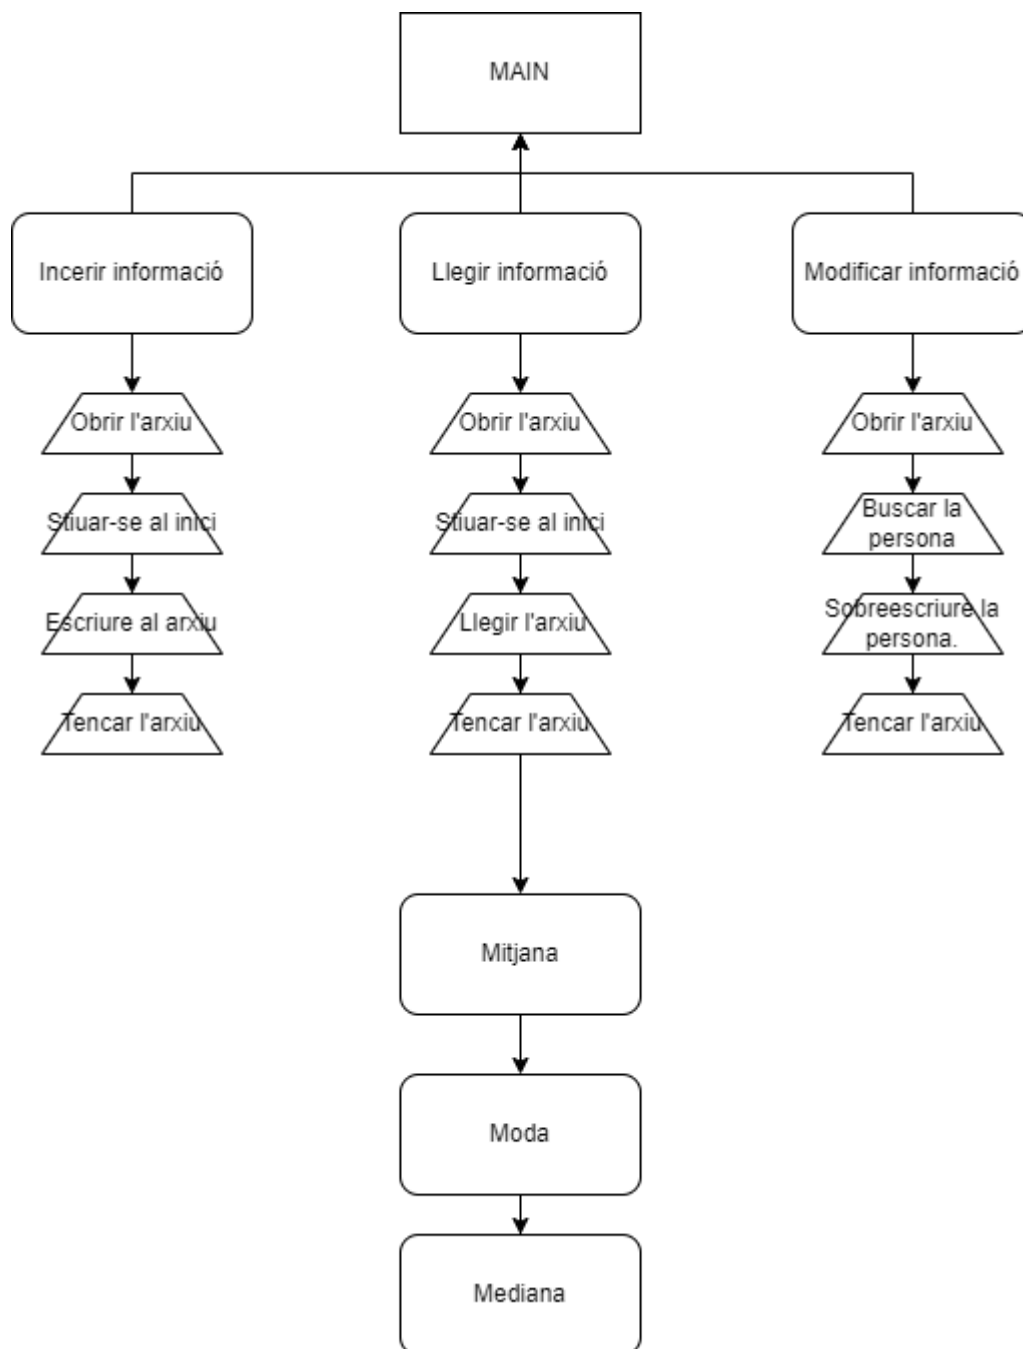 MAIN
Incerir informació
Llegir informació
Modificar informació
Obrir l'arxiu
Obrir l'arxiu
Obrir l'arxiu
Stiuar-se al inici
Stiuar-se al inici
Buscar la
persona
Escriure al arxiu
Llegir l'arxiu
Sobreescriure la
persona.
Tencar l'arxiu
Tencar l'arxiu
Tencar l'arxiu
Mitjana
Moda
Mediana